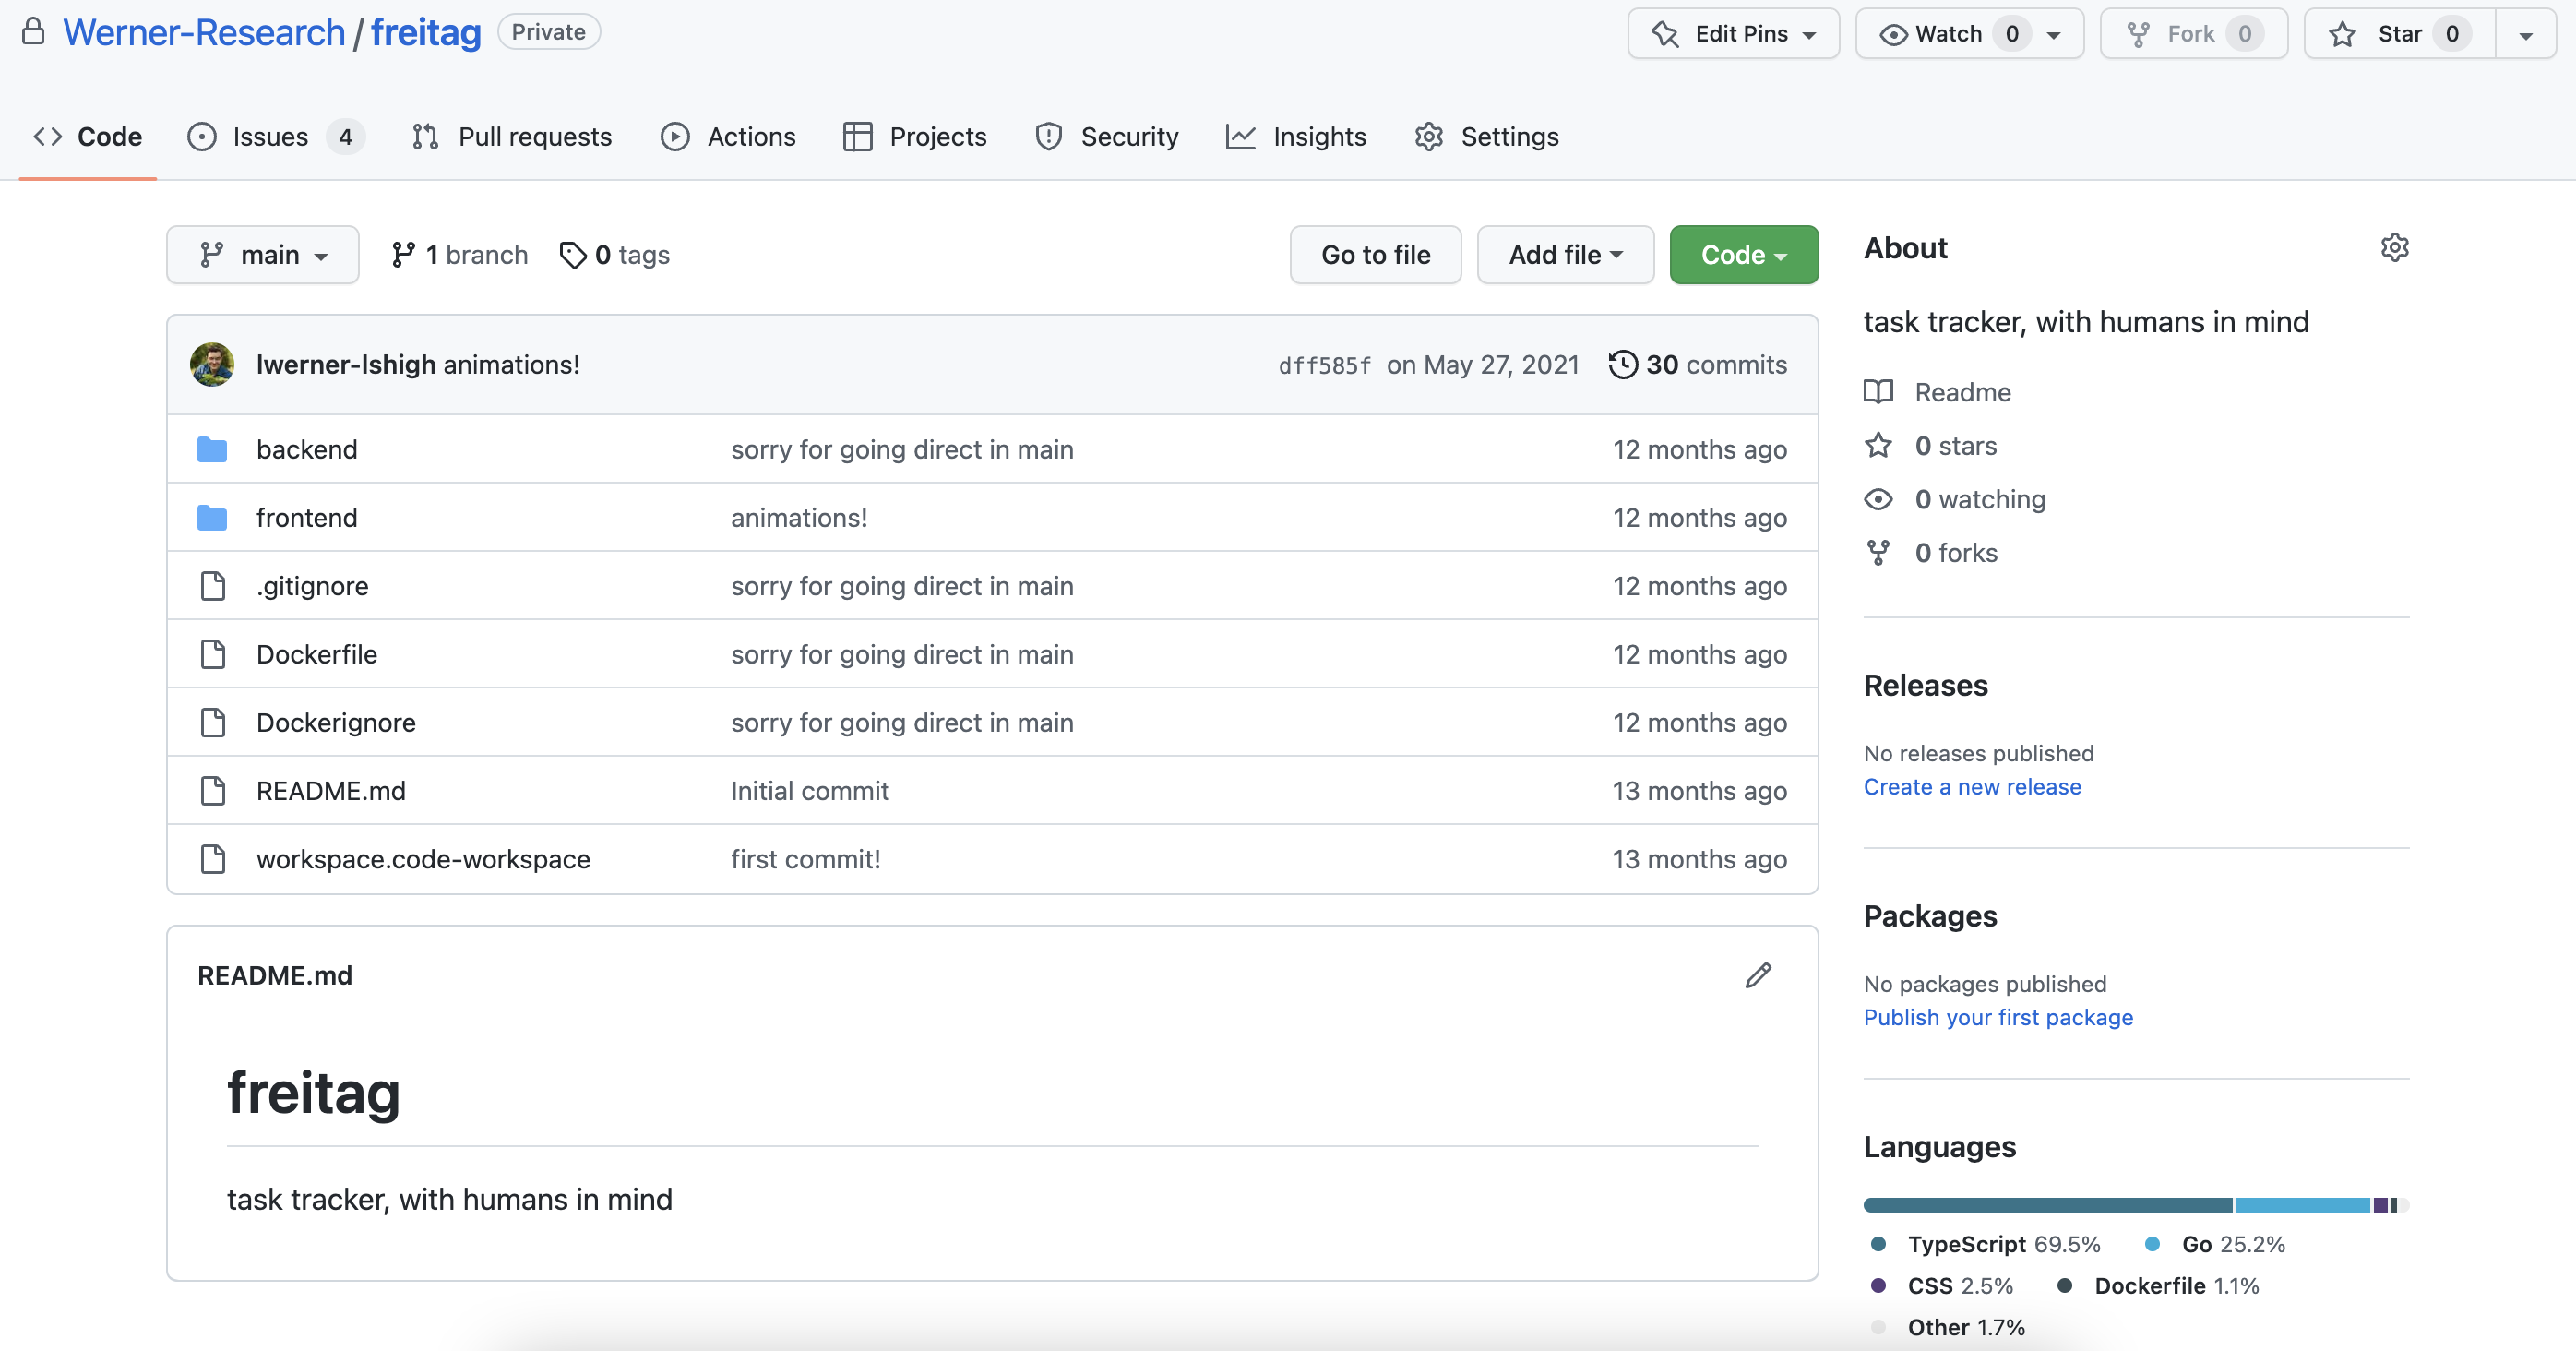 Werner-Research / freitag Private Edit Pins Watch 0 Fork 0 Star 0
Code Issues 4 Pull requests Actions Projects Security Insights Settings
main 1 branch 0 tags Go to file Add file Code
lwerner-lshigh animations! dff585f on May 27, 2021 30 commits
backend sorry for going direct in main 12 months ago
frontend animations! 12 months ago
.gitignore sorry for going direct in main 12 months ago
Dockerfile sorry for going direct in main 12 months ago
Dockerignore sorry for going direct in main 12 months ago
README.md Initial commit 13 months ago
workspace.code-workspace first commit! 13 months ago
README.md
freitag
task tracker, with humans in mind
About
task tracker, with humans in mind
Readme
0 stars
0 watching
0 forks
Releases
No releases published
Create a new release
Packages
No packages published
Publish your first package
Languages
TypeScript 69.5% Go 25.2%
CSS 2.5% Dockerfile 1.1%
Other 1.7%